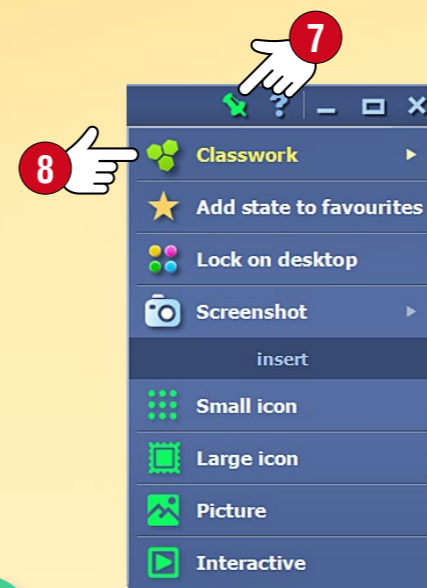 7
?
8
Classwork
Add state to favourites
Lock on desktop
Screenshot
insert
Small icon
Large icon
Picture
Interactive